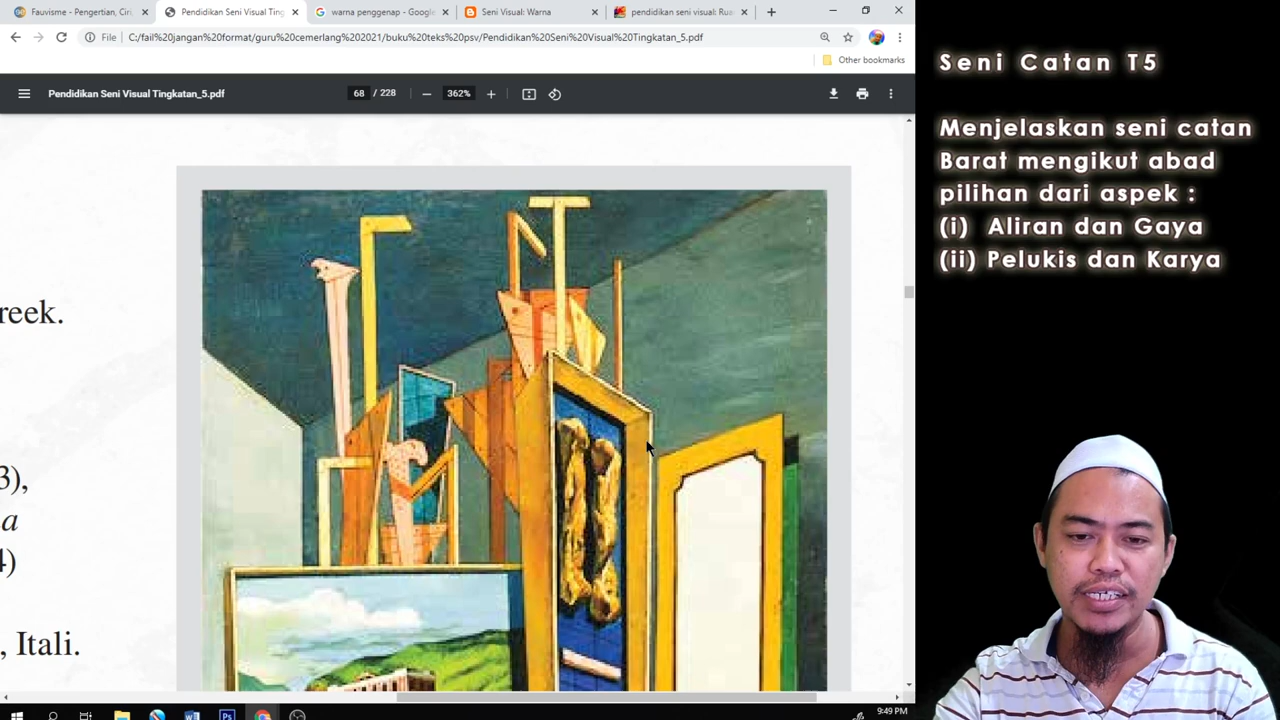 Fauvisme - Pengertian, Ciri,
Pendidikan Seni Visual Ting
warna penggenap - Google
Seni Visual: Warna
pendidikan seni visual: Rua
File
C:/fail%20jangan%20format/guru%20cemerlang%202021/buku%20teks%20psv/Pendidikan%20Seni%20Visual%20Tingkatan_5.pdf
Other bookmarks
Pendidikan Seni Visual Tingkatan_5.pdf
68 / 228
362%
reek.
3),
a
4)
, Itali.
9:49 PM
Seni Catan T5
Menjelaskan seni catan
Barat mengikut abad
pilihan dari aspek :
(i) Aliran dan Gaya
(ii) Pelukis dan Karya